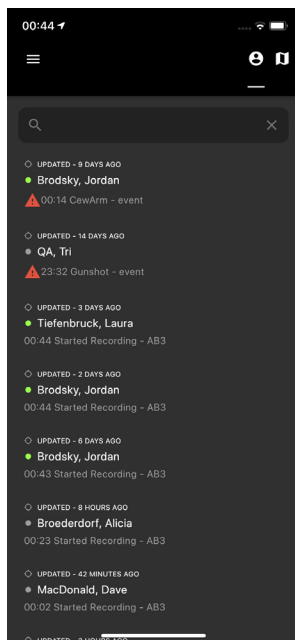 00:44
UPDATED - 9 DAYS AGO
Brodsky, Jordan
00:14 CewArm - event
UPDATED - 14 DAYS AGO
QA, Tri
23:32 Gunshot - event
UPDATED - 3 DAYS AGO
Tiefenbruck, Laura
00:44 Started Recording - AB3
UPDATED - 2 DAYS AGO
Brodsky, Jordan
00:44 Started Recording - AB3
UPDATED - 6 DAYS AGO
Brodsky, Jordan
00:43 Started Recording - AB3
UPDATED - 8 HOURS AGO
Broederdorf, Alicia
00:23 Started Recording - AB3
UPDATED - 42 MINUTES AGO
MacDonald, Dave
00:02 Started Recording - AB3